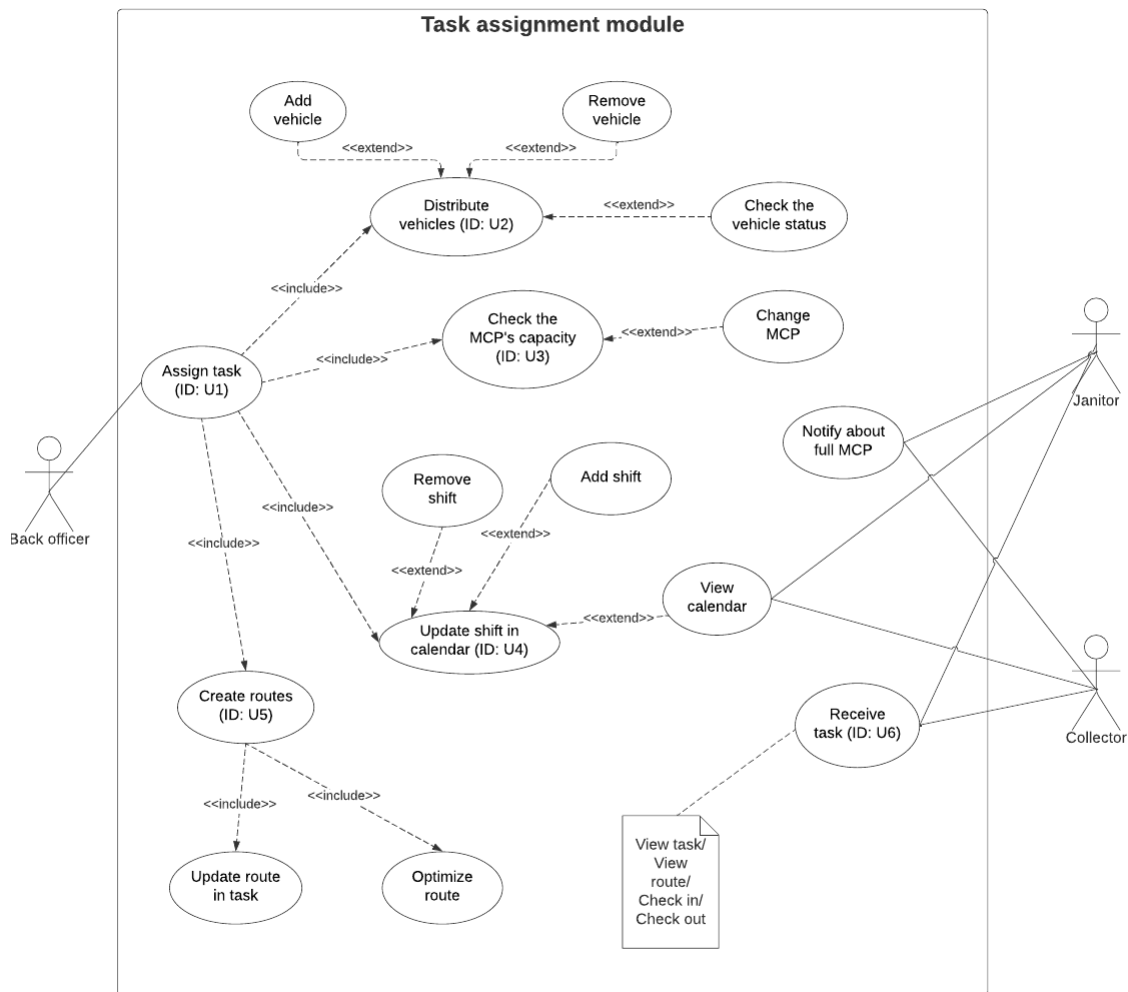 Task assignment module
Add
vehicle
Remove
vehicle
<<extend>>
<<extend>>
Distribute
vehicles (ID: U2)
<<extend>>
Check the
vehicle status
<<include>>
Check the
MCP's capacity
(ID: U3)
<<extend>>
Change
MCP
<<include>>
Assign task
(ID: U1)
Janitor
Notify about
full MCP
Back officer
Remove
shift
Add shift
<<include>>
<<include>>
<<extend>>
<<extend>>
View
calendar
<<extend>>
Update shift in
calendar (ID: U4)
Create routes
(ID: U5)
Receive
task (ID: U6)
Collector
<<include>>
<<include>>
Update route
in task
Optimize
route
View task/
View
route/
Check in/
Check out